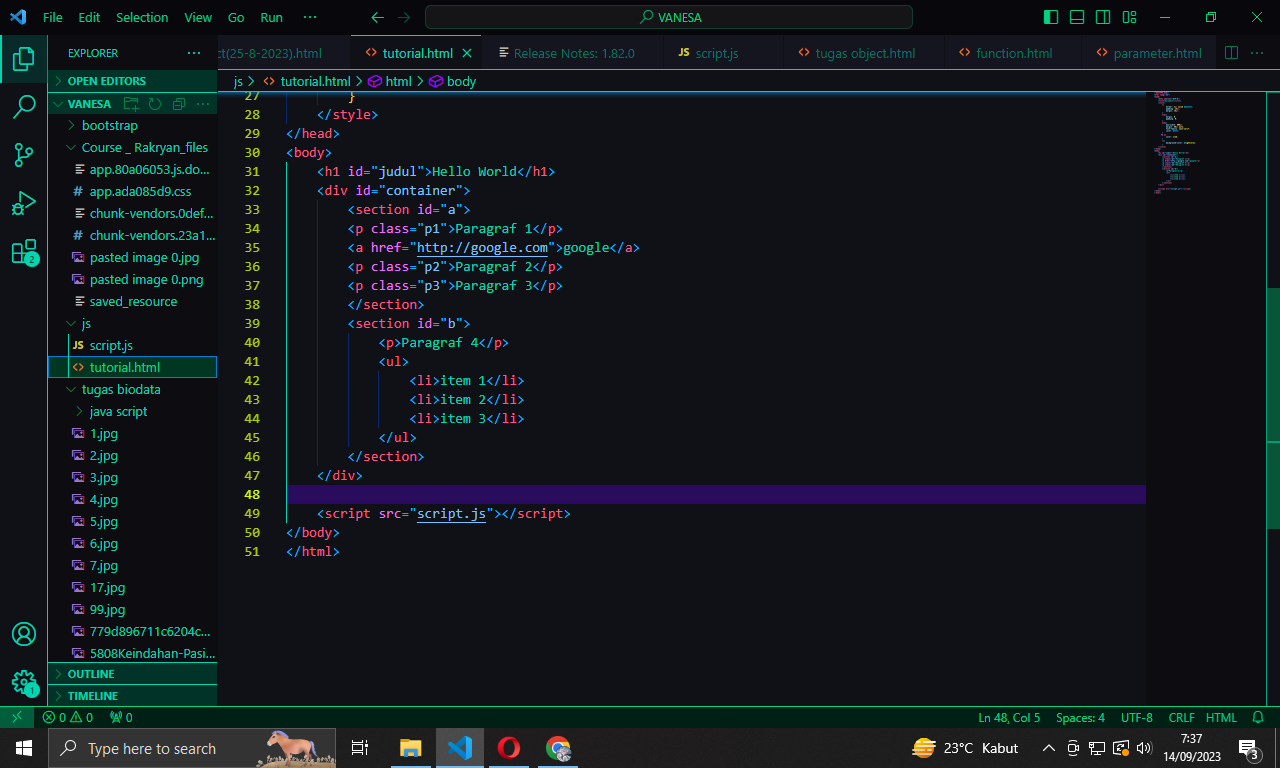 File Edit Selection View Go Run ···
VANESA
EXPLORER ···
ct(25-8-2023).html
tutorial.html
Release Notes: 1.82.0
JS script.js
tugas object.html
function.html
parameter.html
js > tutorial.html > html > body
OPEN EDITORS
VANESA
bootstrap
Course _ Rakryan_files
app.80a06053.js.do...
# app.ada085d9.css
chunk-vendors.0def...
# chunk-vendors.23a1...
pasted image 0.jpg
pasted image 0.png
saved_resource
js
JS script.js
tutorial.html
tugas biodata
java script
1.jpg
2.jpg
3.jpg
4.jpg
5.jpg
6.jpg
7.jpg
17.jpg
99.jpg
779d896711c6204c...
5808Keindahan-Pasi...
OUTLINE
TIMELINE
2
1
27 }
28 </style>
29 </head>
30 <body>
31 <h1 id="judul">Hello World</h1>
32 <div id="container">
33 <section id="a">
34 <p class="p1">Paragraf 1</p>
35 <a href="http://google.com">google</a>
36 <p class="p2">Paragraf 2</p>
37 <p class="p3">Paragraf 3</p>
38 </section>
39 <section id="b">
40 <p>Paragraf 4</p>
41 <ul>
42 <li>item 1</li>
43 <li>item 2</li>
44 <li>item 3</li>
45 </ul>
46 </section>
47 </div>
48
49 <script src="script.js"></script>
50 </body>
51 </html>
0 0 0
Ln 48, Col 5 Spaces: 4 UTF-8 CRLF HTML
Type here to search
23°C Kabut
7:37
14/09/2023
3